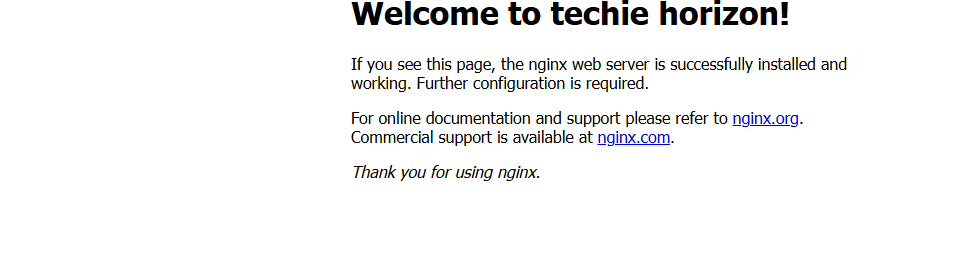 Welcome to techie horizon!
If you see this page, the nginx web server is successfully installed and
working. Further configuration is required.
For online documentation and support please refer to nginx.org.
Commercial support is available at nginx.com.
Thank you for using nginx.